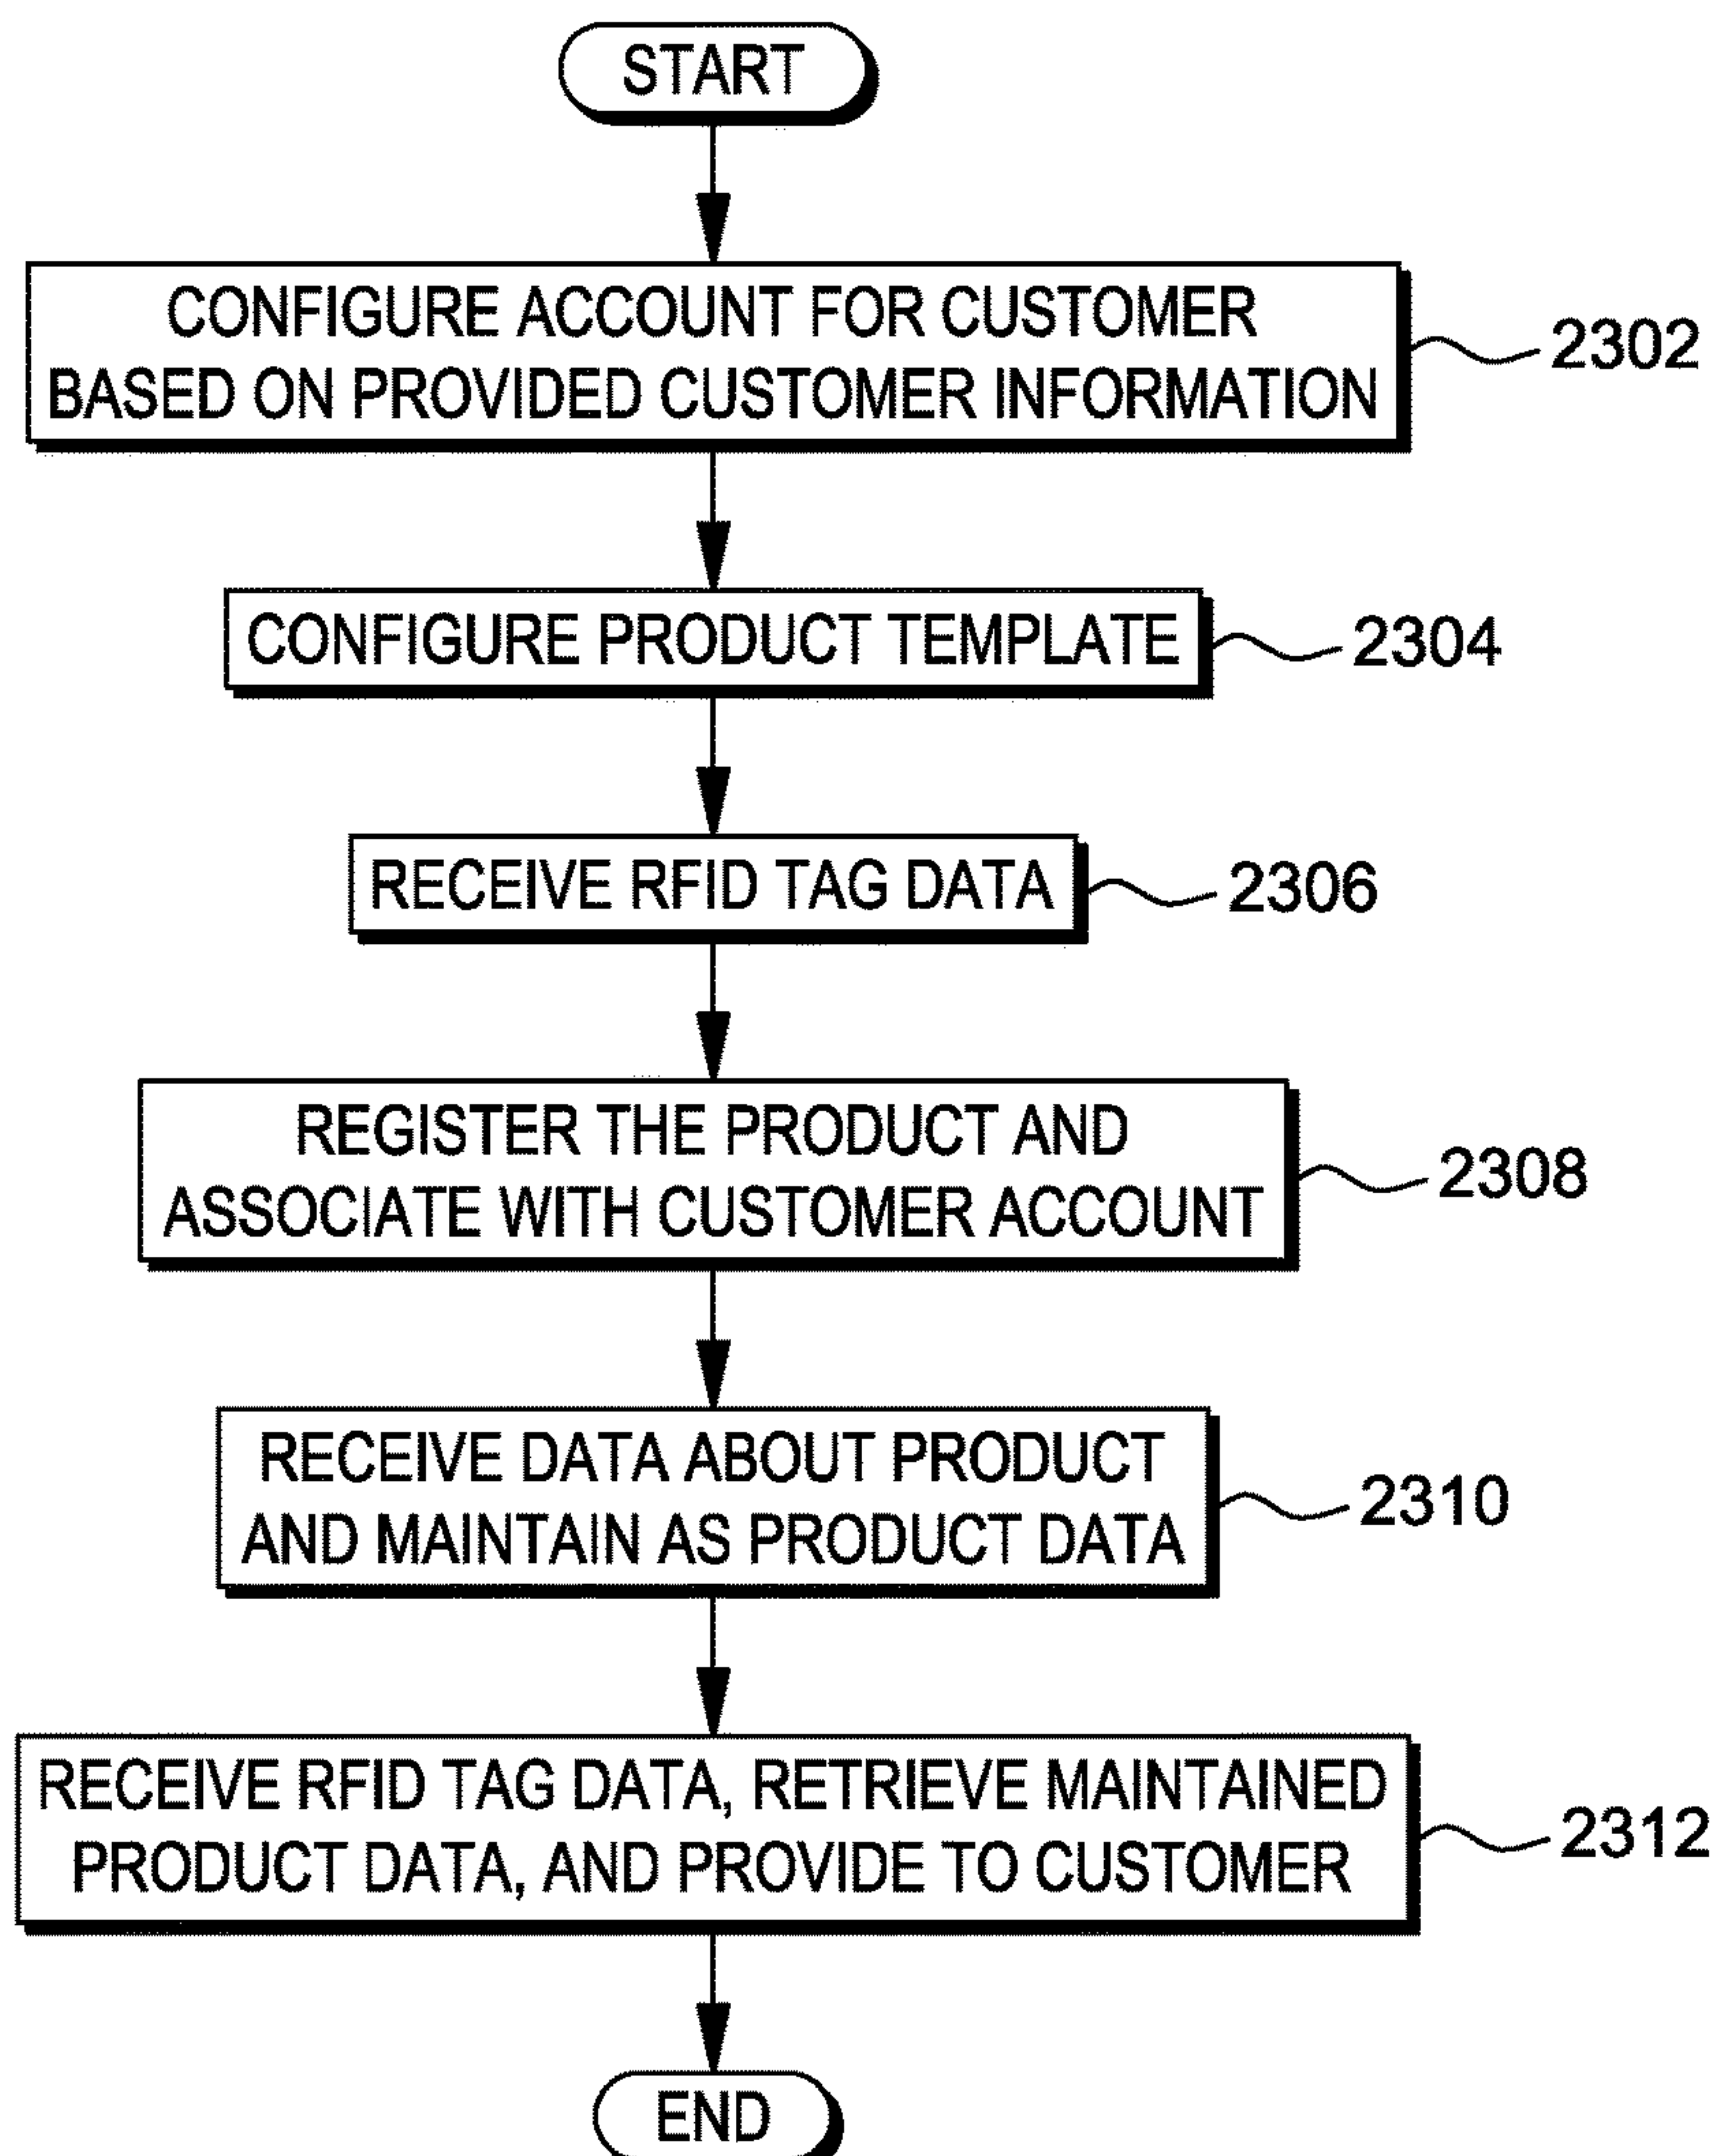 START
CONFIGURE ACCOUNT FOR CUSTOMER
BASED ON PROVIDED CUSTOMER INFORMATION
2302
CONFIGURE PRODUCT TEMPLATE
2304
RECEIVE RFID TAG DATA
2306
REGISTER THE PRODUCT AND
ASSOCIATE WITH CUSTOMER ACCOUNT
2308
RECEIVE DATA ABOUT PRODUCT
AND MAINTAIN AS PRODUCT DATA
2310
RECEIVE RFID TAG DATA, RETRIEVE MAINTAINED
PRODUCT DATA, AND PROVIDE TO CUSTOMER
2312
END